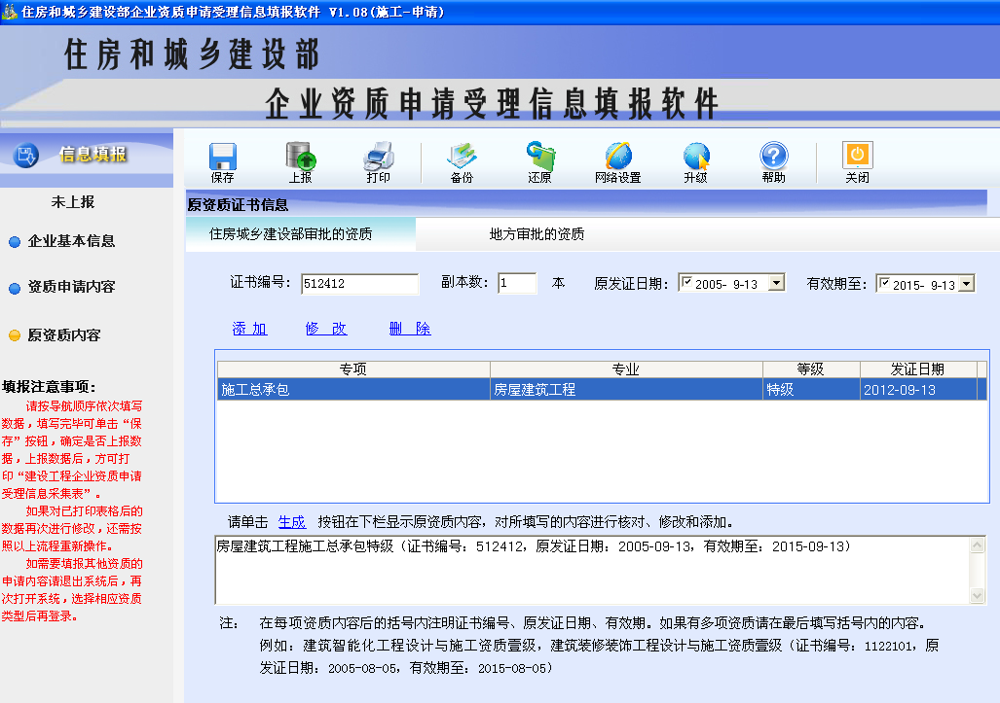 住房和城乡建设部企业资质申请受理信息填报软件 V1.08(施工-申请)
住房和城乡建设部
企业资质申请受理信息填报软件
信息填报
保存 上报 打印 备份 还原 网络设置 升级 帮助 关闭
未上报
企业基本信息
资质申请内容
原资质内容
填报注意事项:
请按导航顺序依次填写
数据，填写完毕可单击“保
存”按钮，确定是否上报数
据，上报数据后，方可打
印“建设工程企业资质申请
受理信息采集表”。
如果对已打印表格后的
数据再次进行修改，还需按
照以上流程重新操作。
如需要填报其他资质的
申请内容请退出系统后，再
次打开系统，选择相应资质
类型后再登录。
原资质证书信息
住房城乡建设部审批的资质 地方审批的资质
证书编号: 512412 副本数: 1 本 原发证日期: 2005- 9-13 有效期至: 2015- 9-13
添 加 修 改 删 除
专项 专业 等级 发证日期
施工总承包 房屋建筑工程 特级 2012-09-13
请单击 生成 按钮在下栏显示原资质内容，对所填写的内容进行核对、修改和添加。
房屋建筑工程施工总承包特级（证书编号: 512412，原发证日期: 2005-09-13，有效期至: 2015-09-13）
注: 在每项资质内容后的括号内注明证书编号、原发证日期、有效期。如果有多项资质请在最后填写括号内的内容。
例如: 建筑智能化工程设计与施工资质壹级，建筑装修装饰工程设计与施工资质壹级（证书编号: 1122101，原
发证日期: 2005-08-05，有效期至: 2015-08-05）